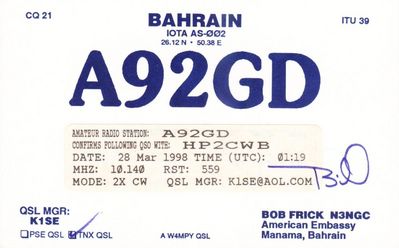 CQ 21
BAHRAIN
ITU 39
IOTA AS-ØØ2
26.12 N • 50.38 E
A92GD
AMATEUR RADIO STATION: A92GD
CONFIRMS FOLLOWING QSO WITH: HP2CWB
DATE: 28 Mar 1998 TIME (UTC): 01:19
MHZ: 10.140 RST: 559
MODE: 2X CW QSL MGR: K1SE@AOL.COM
Bill
QSL MGR:
K1SE
PSE QSL TNX QSL
A W4MPY QSL
BOB FRICK N3NGC
American Embassy
Manama, Bahrain